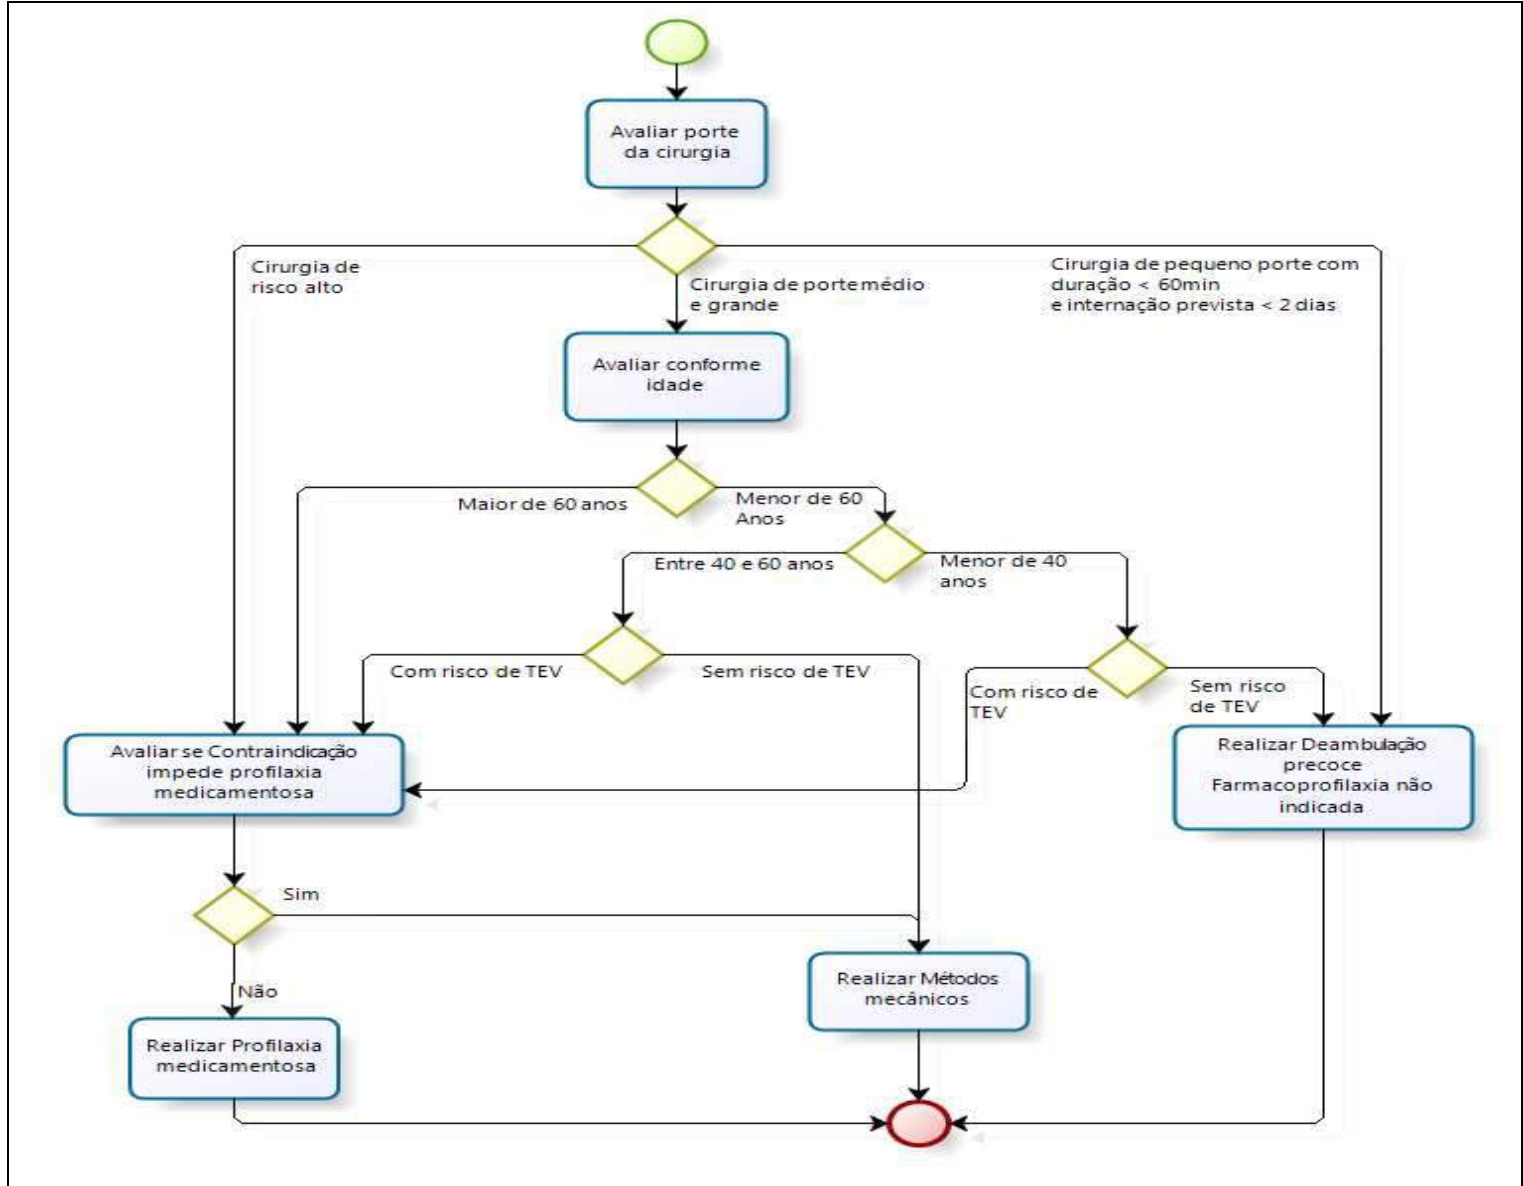 Avaliar porte
da cirurgia
Cirurgia de
risco alto
Cirurgia de porte médio
e grande
Cirurgia de pequeno porte com
duração < 60min
e internação prevista < 2 dias
Avaliar conforme
idade
Maior de 60 anos
Menor de 60
Anos
Entre 40 e 60 anos
Menor de 40
anos
Com risco de TEV
Sem risco de TEV
Com risco de
TEV
Sem risco
de TEV
Avaliar se Contraindicação
impede profilaxia
medicamentosa
Realizar Deambulação
precoce
Farmacoprofilaxia não
indicada
Sim
Não
Realizar Métodos
mecânicos
Realizar Profilaxia
medicamentosa